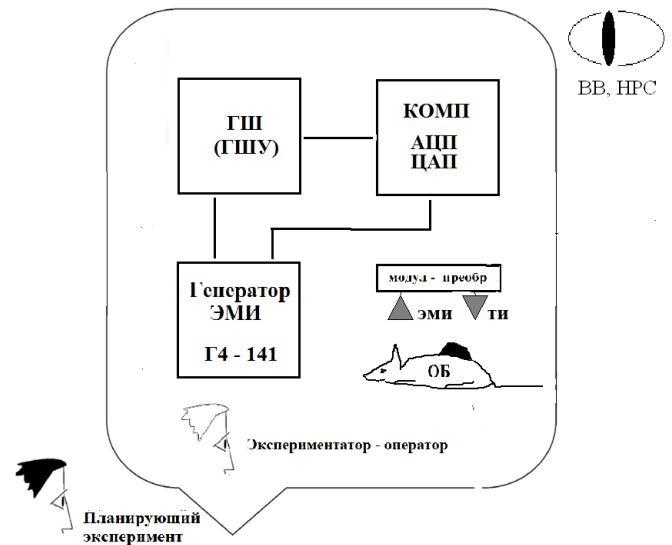 ВВ, НРС
ГШ
(ГШУ)
КОМП
АЦП
ЦАП
Генератор
ЭМИ
Г4 - 141
модул - преобр
эми ти
ОБ
Экспериментатор - оператор
Планирующий
эксперимент